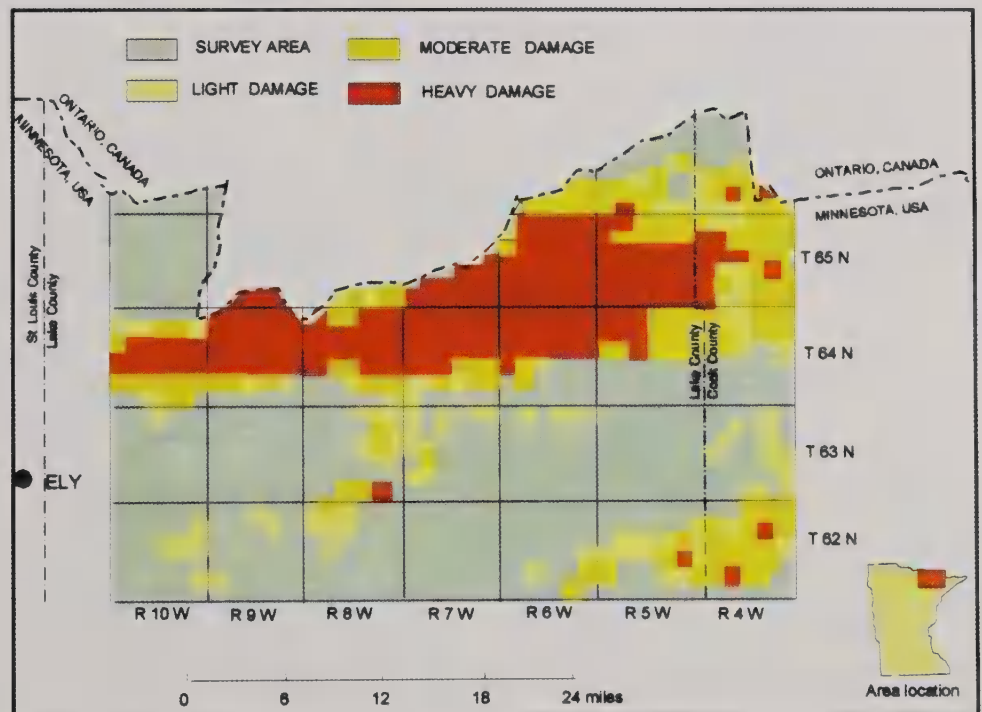 SURVEY AREA
MODERATE DAMAGE
LIGHT DAMAGE
HEAVY DAMAGE
ONTARIO, CANADA
MINNESOTA, USA
ONTARIO, CANADA
MINNESOTA, USA
St Louis County
Lake County
T 65 N
Lake County
Cook County
T 64 N
T 63 N
ELY
T 62 N
R 10 W R 9 W R 8 W R 7 W R 6 W R 5 W R 4 W
0 6 12 18 24 miles
Area location